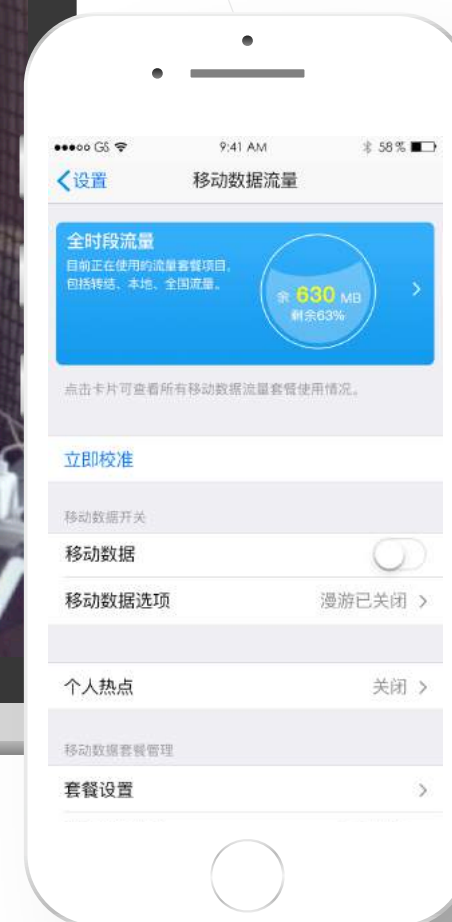 GS 9:41 AM 58%
设置 移动数据流量
全时段流量
目前正在使用的流量套餐项目,
包括转结、本地、全国流量。
余 630 MB
剩余63%
点击卡片可查看所有移动数据流量套餐使用情况。
立即校准
移动数据开关
移动数据
移动数据选项 漫游已关闭
个人热点 关闭
移动数据套餐管理
套餐设置